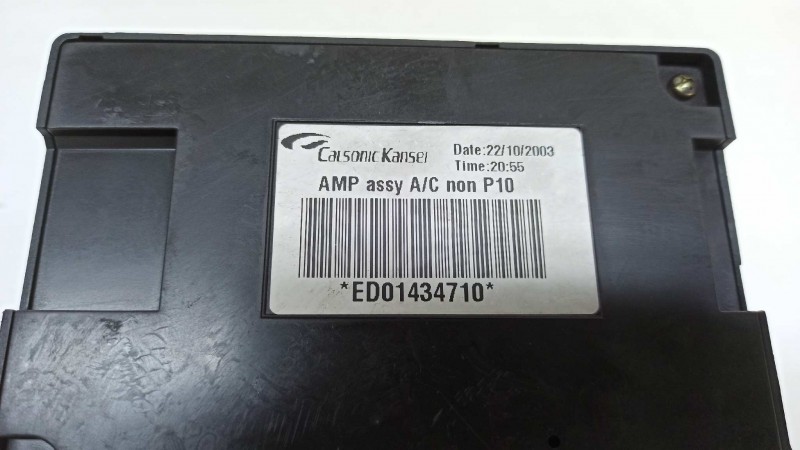 Calsonic Kansei
Date:22/10/2003
Time:20:55
AMP assy A/C non P10
*ED01434710*